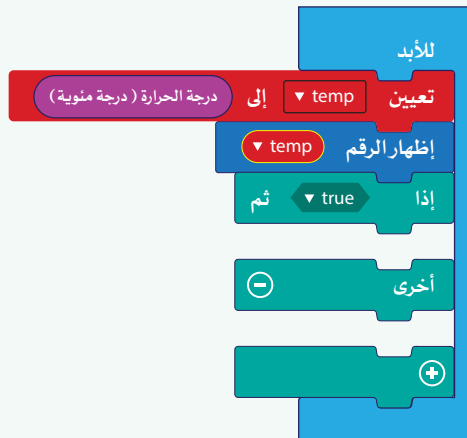 للأبد
تعيين temp ▼ إلى درجة الحرارة ( درجة مئوية )
إظهار الرقم temp ▼
إذا true ▼ ثم
أخرى